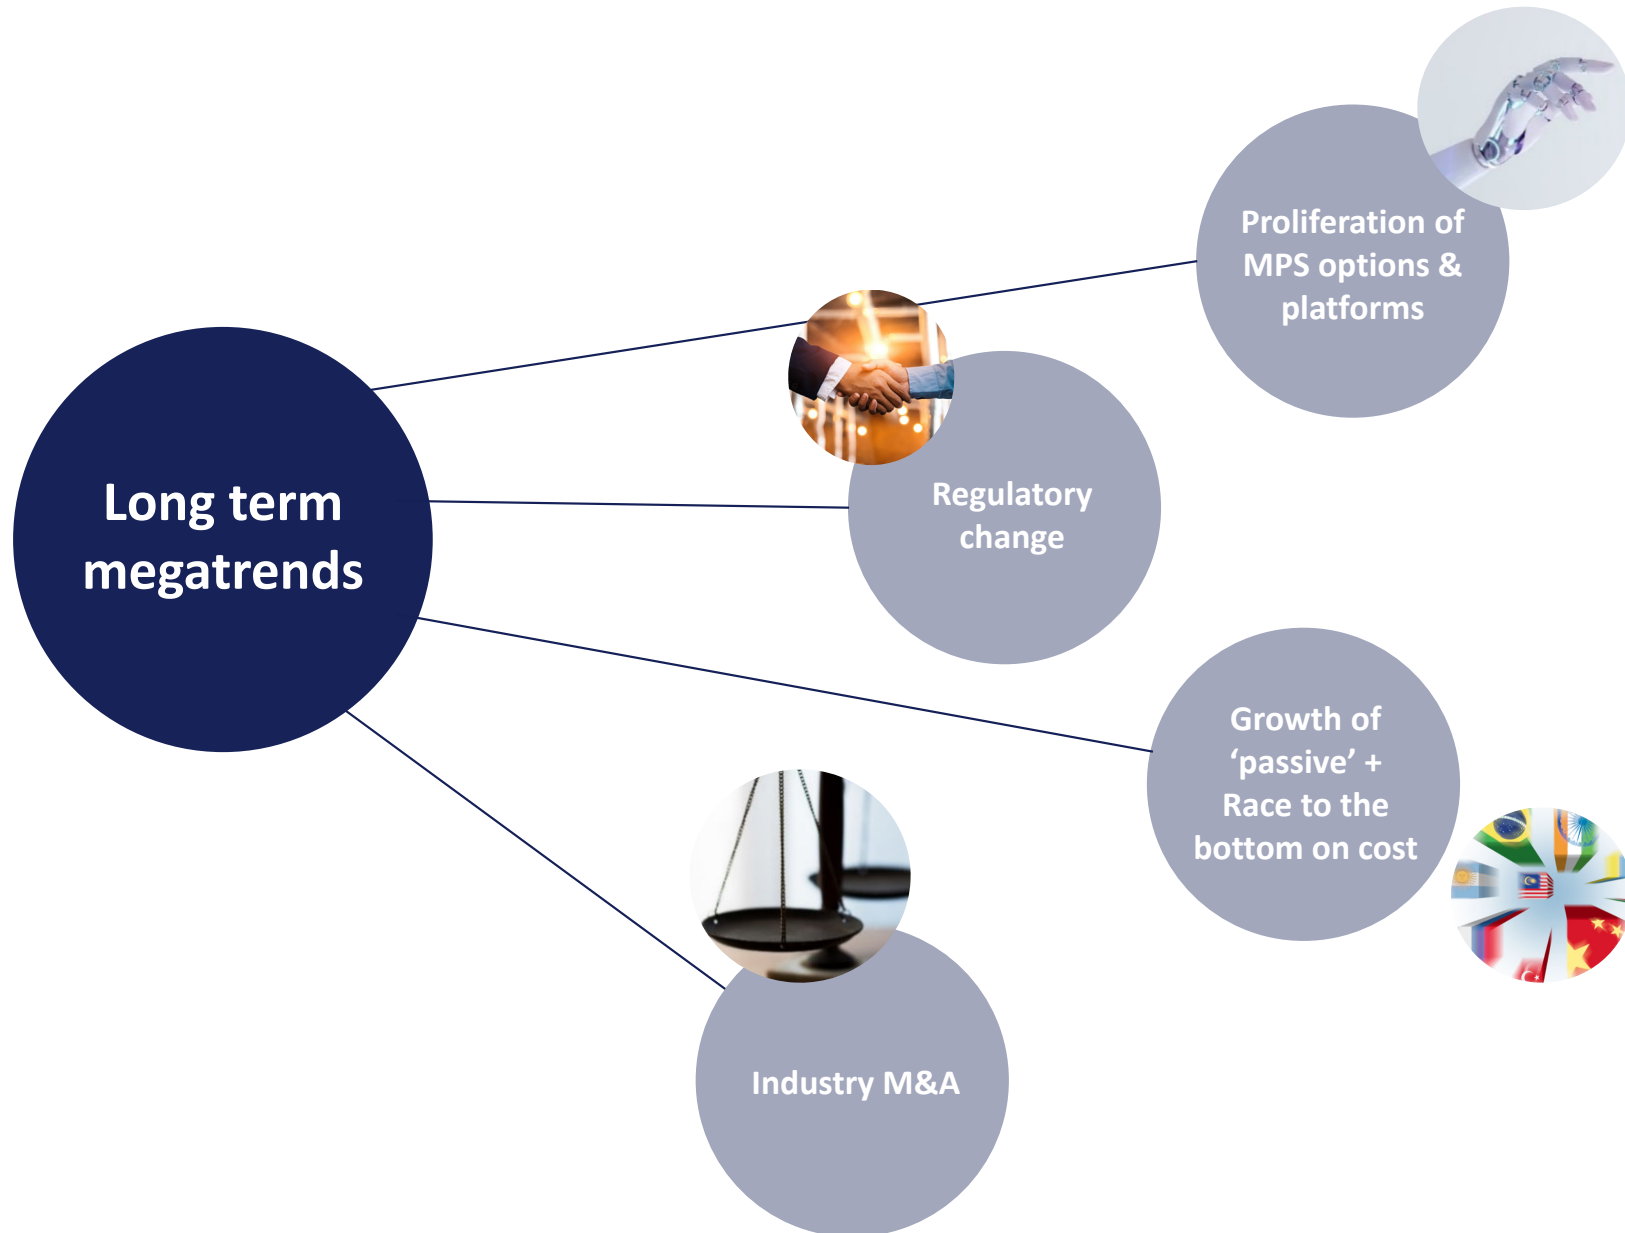 Long term
megatrends
Proliferation of
MPS options &
platforms
Regulatory
change
Growth of
‘passive’ +
Race to the
bottom on cost
Industry M&A